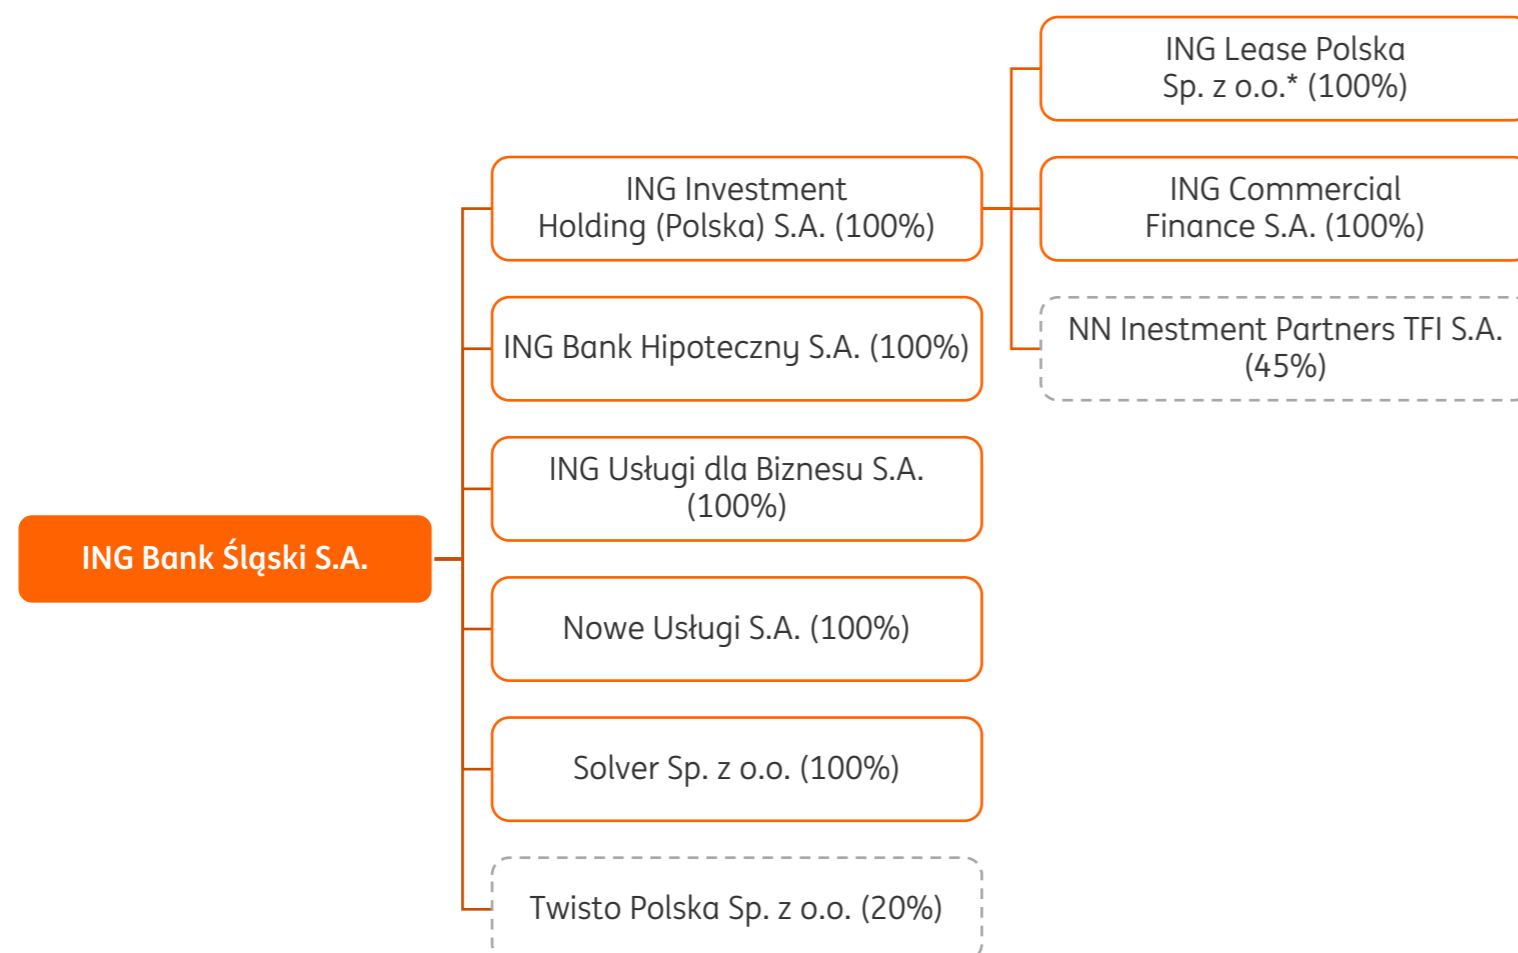 ING Lease Polska
Sp. z o.o.* (100%)
ING Investment
Holding (Polska) S.A. (100%)
ING Commercial
Finance S.A. (100%)
NN Inestment Partners TFI S.A.
(45%)
ING Bank Hipoteczny S.A. (100%)
ING Usługi dla Biznesu S.A.
(100%)
ING Bank Śląski S.A.
Nowe Usługi S.A. (100%)
Solver Sp. z o.o. (100%)
Twisto Polska Sp. z o.o. (20%)